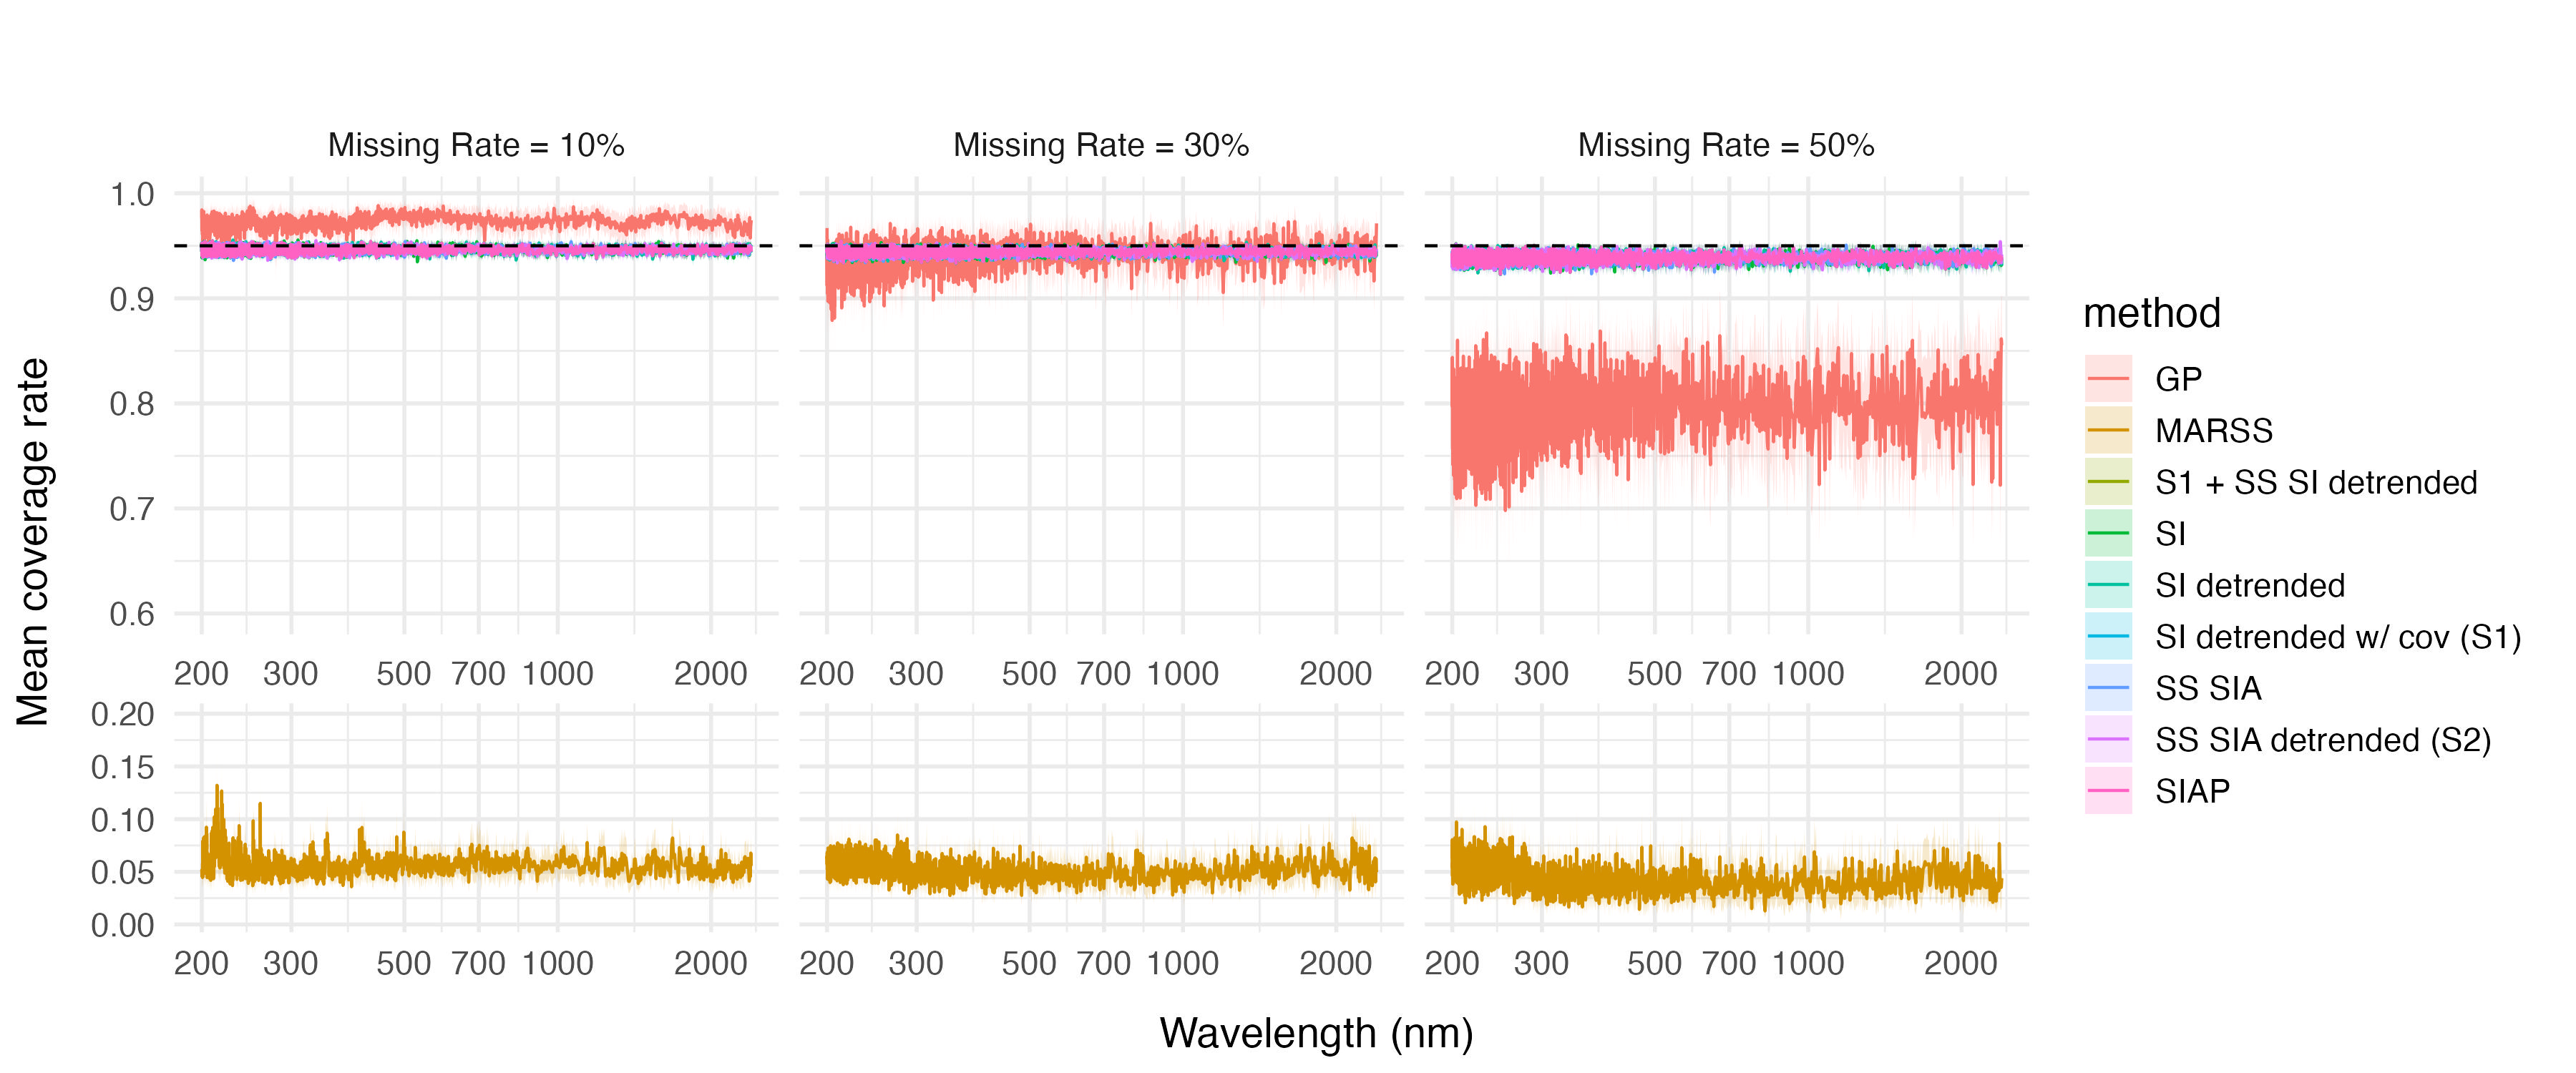 Missing Rate = 10%
Missing Rate = 30%
Missing Rate = 50%
Mean coverage rate
1.0
0.9
0.8
0.7
0.6
200 300 500 700 1000 2000
200 300 500 700 1000 2000
200 300 500 700 1000 2000
0.20
0.15
0.10
0.05
0.00
200 300 500 700 1000 2000
200 300 500 700 1000 2000
200 300 500 700 1000 2000
Wavelength (nm)
method
GP
MARSS
S1 + SS SI detrended
SI
SI detrended
SI detrended w/ cov (S1)
SS SIA
SS SIA detrended (S2)
SIAP